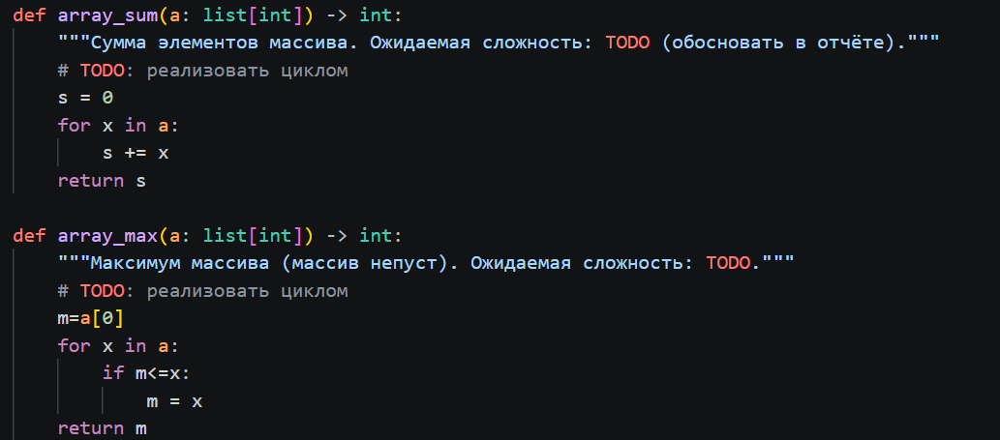 def array_sum(a: list[int]) -> int:
    """Сумма элементов массива. Ожидаемая сложность: TODO (обосновать в отчёте)."""
    # TODO: реализовать циклом
    s = 0
    for x in a:
        s += x
    return s

def array_max(a: list[int]) -> int:
    """Максимум массива (массив непуст). Ожидаемая сложность: TODO."""
    # TODO: реализовать циклом
    m=a[0]
    for x in a:
        if m<=x:
            m = x
    return m